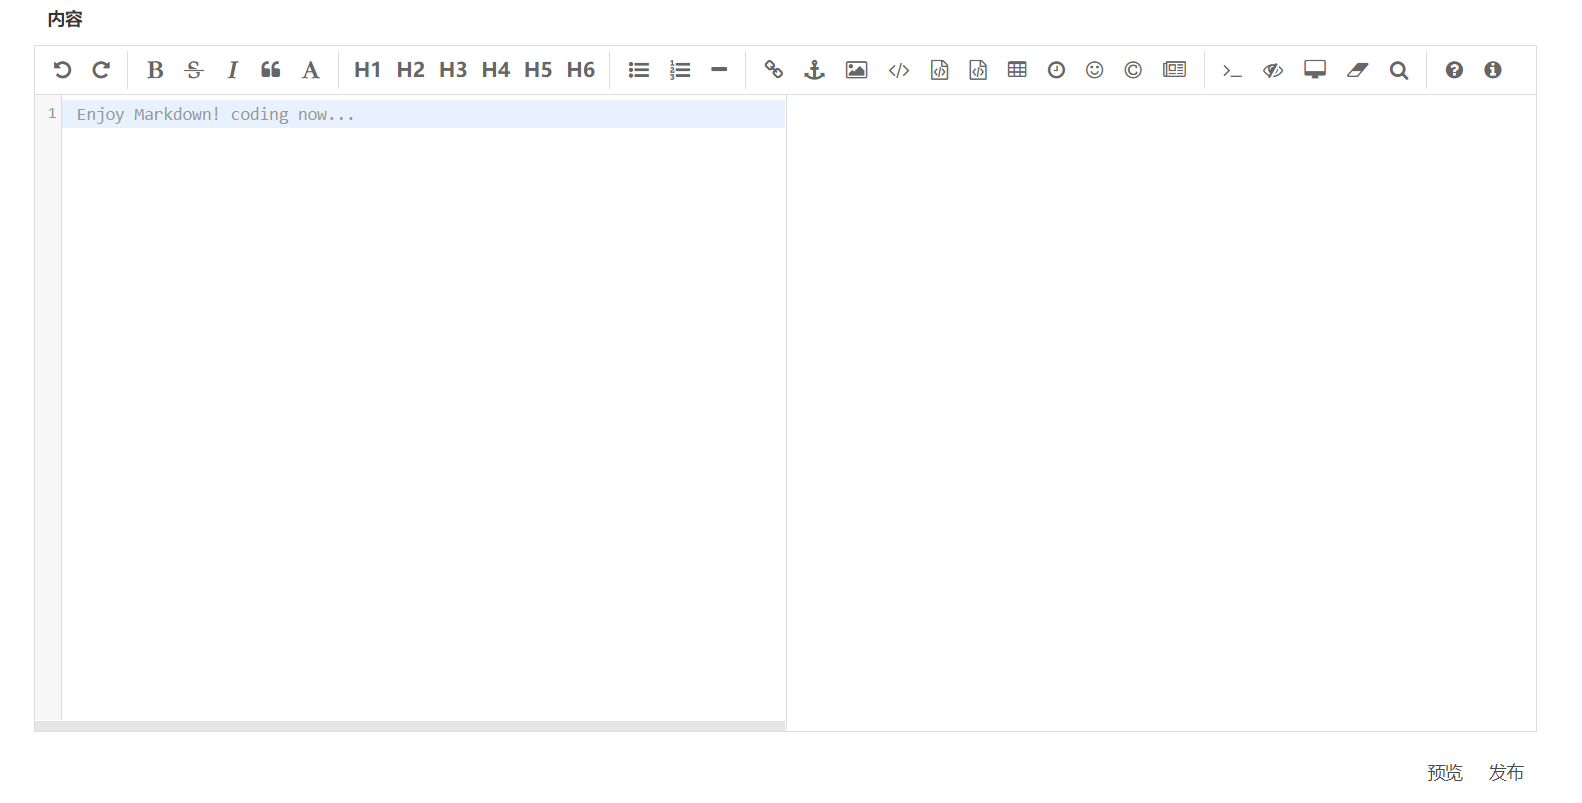 内容
B S I A H1 H2 H3 H4 H5 H6
1 Enjoy Markdown! coding now...
预览 发布